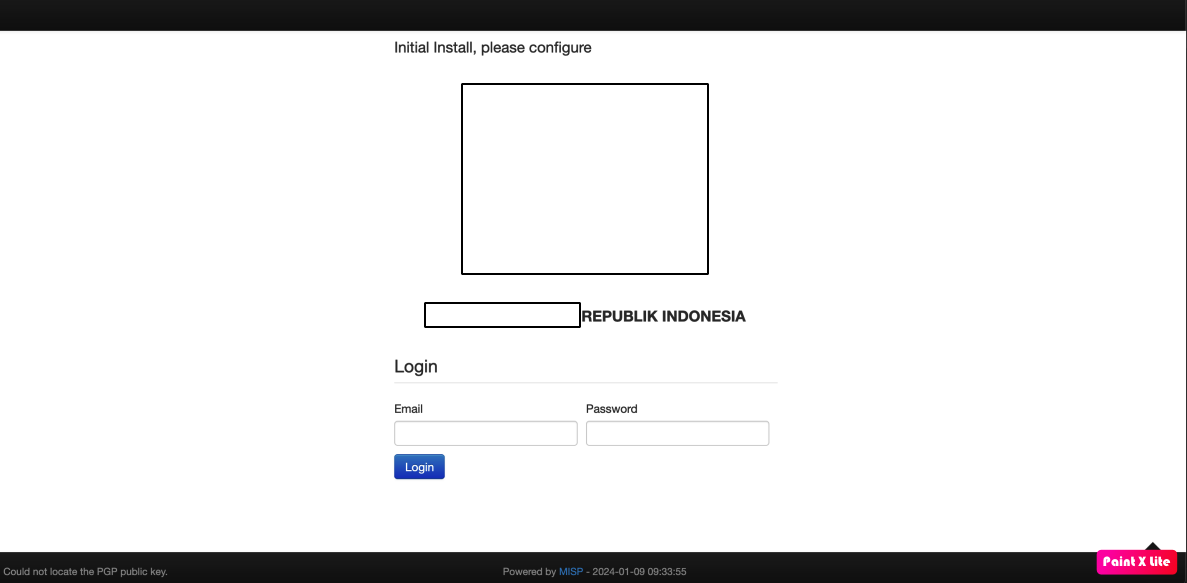 Initial Install, please configure
REPUBLIK INDONESIA
Login
Email Password
Login
Could not locate the PGP public key. Powered by MISP - 2024-01-09 09:33:55
Paint X Lite